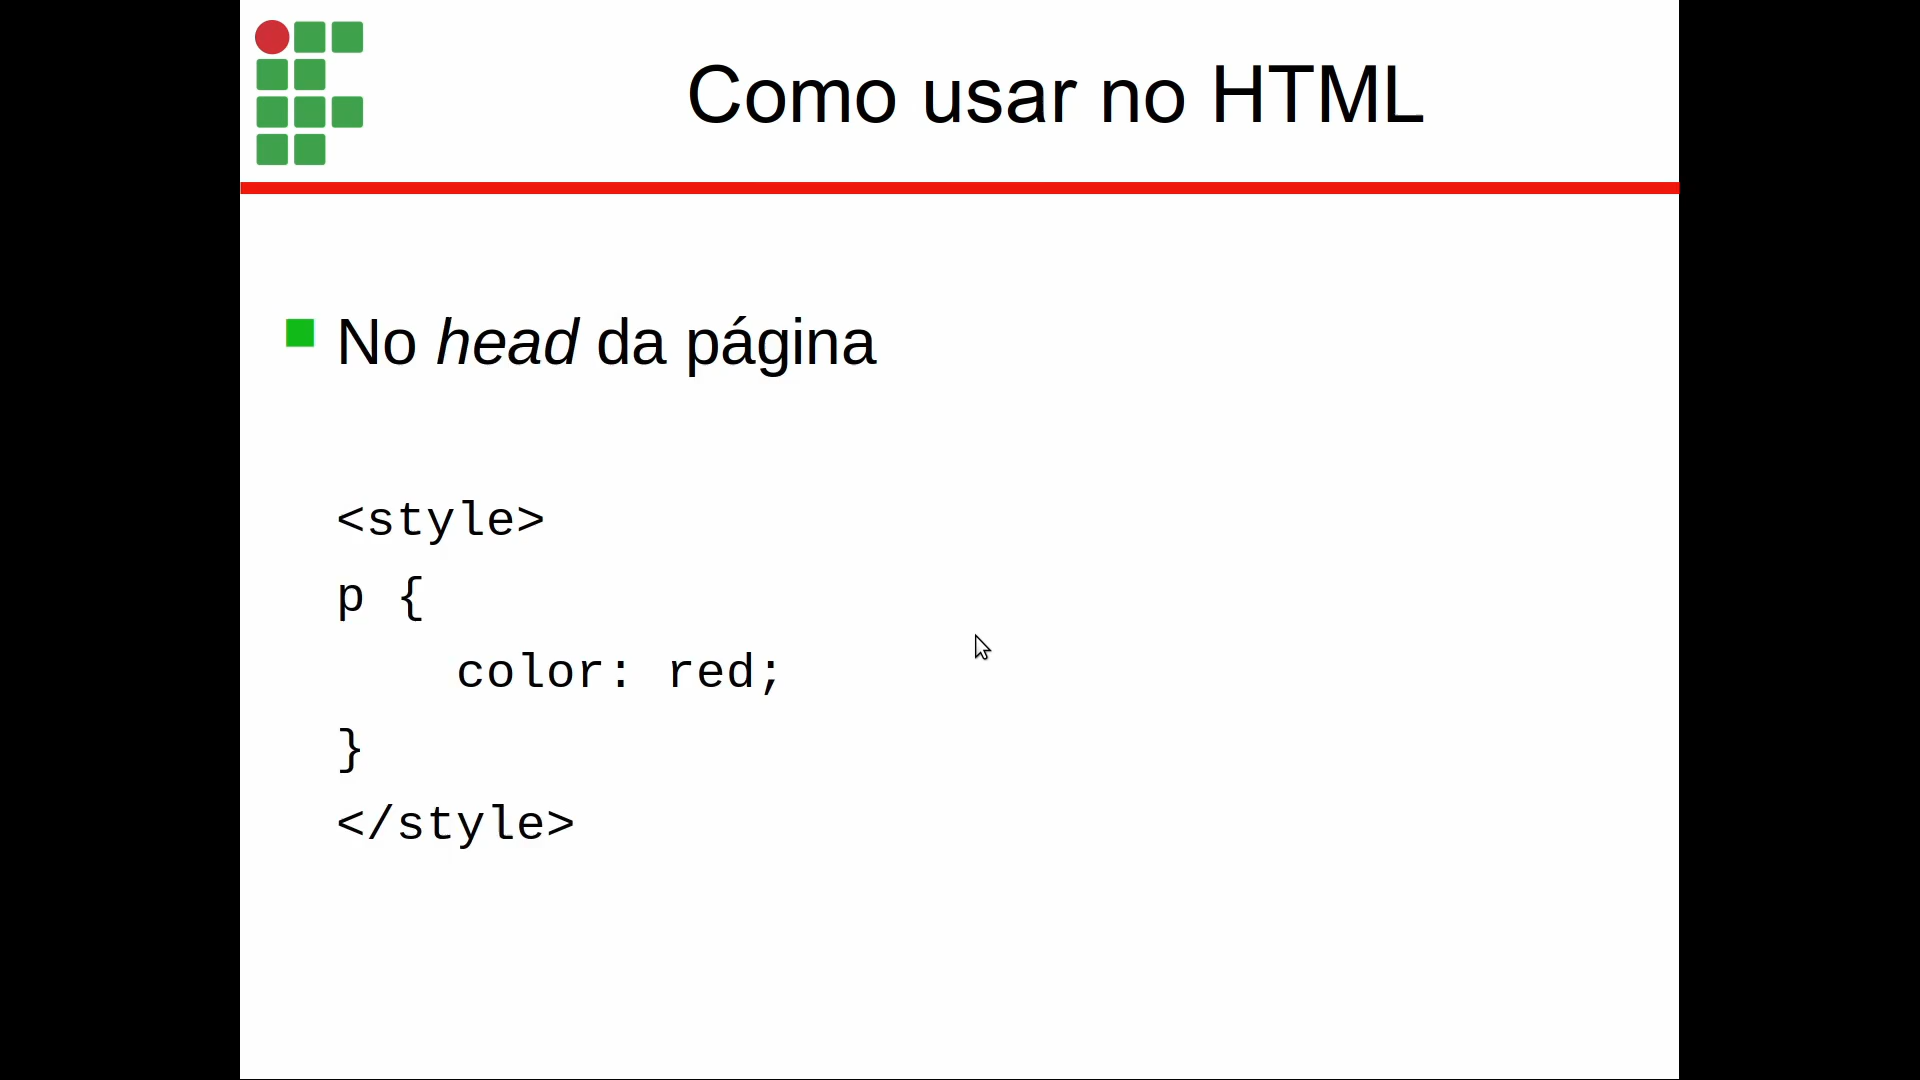 Como usar no HTML
No head da página
<style>
p {
    color: red;
}
</style>